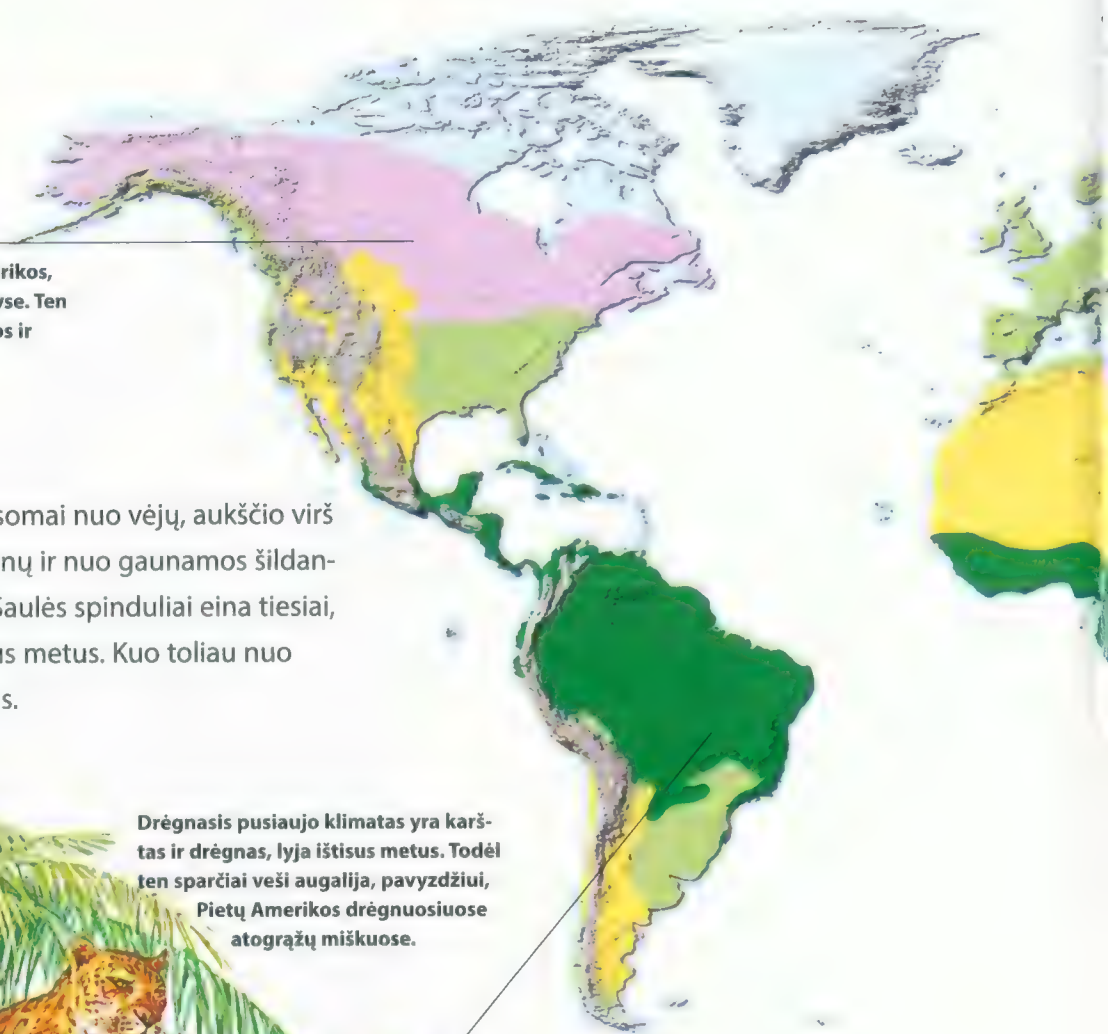 rikos,
yse. Ten
os ir
somai nuo vėjų, aukščio virš
nų ir nuo gaunamos šildan-
Saulės spinduliai eina tiesiai,
us metus. Kuo toliau nuo
s.
Drėgnasis pusiaujo klimatas yra karš-
tas ir drėgnas, lyja ištisus metus. Todėl
ten sparčiai veši augalija, pavyzdžiui,
Pietų Amerikos drėgnuosiuose
atogrąžų miškuose.